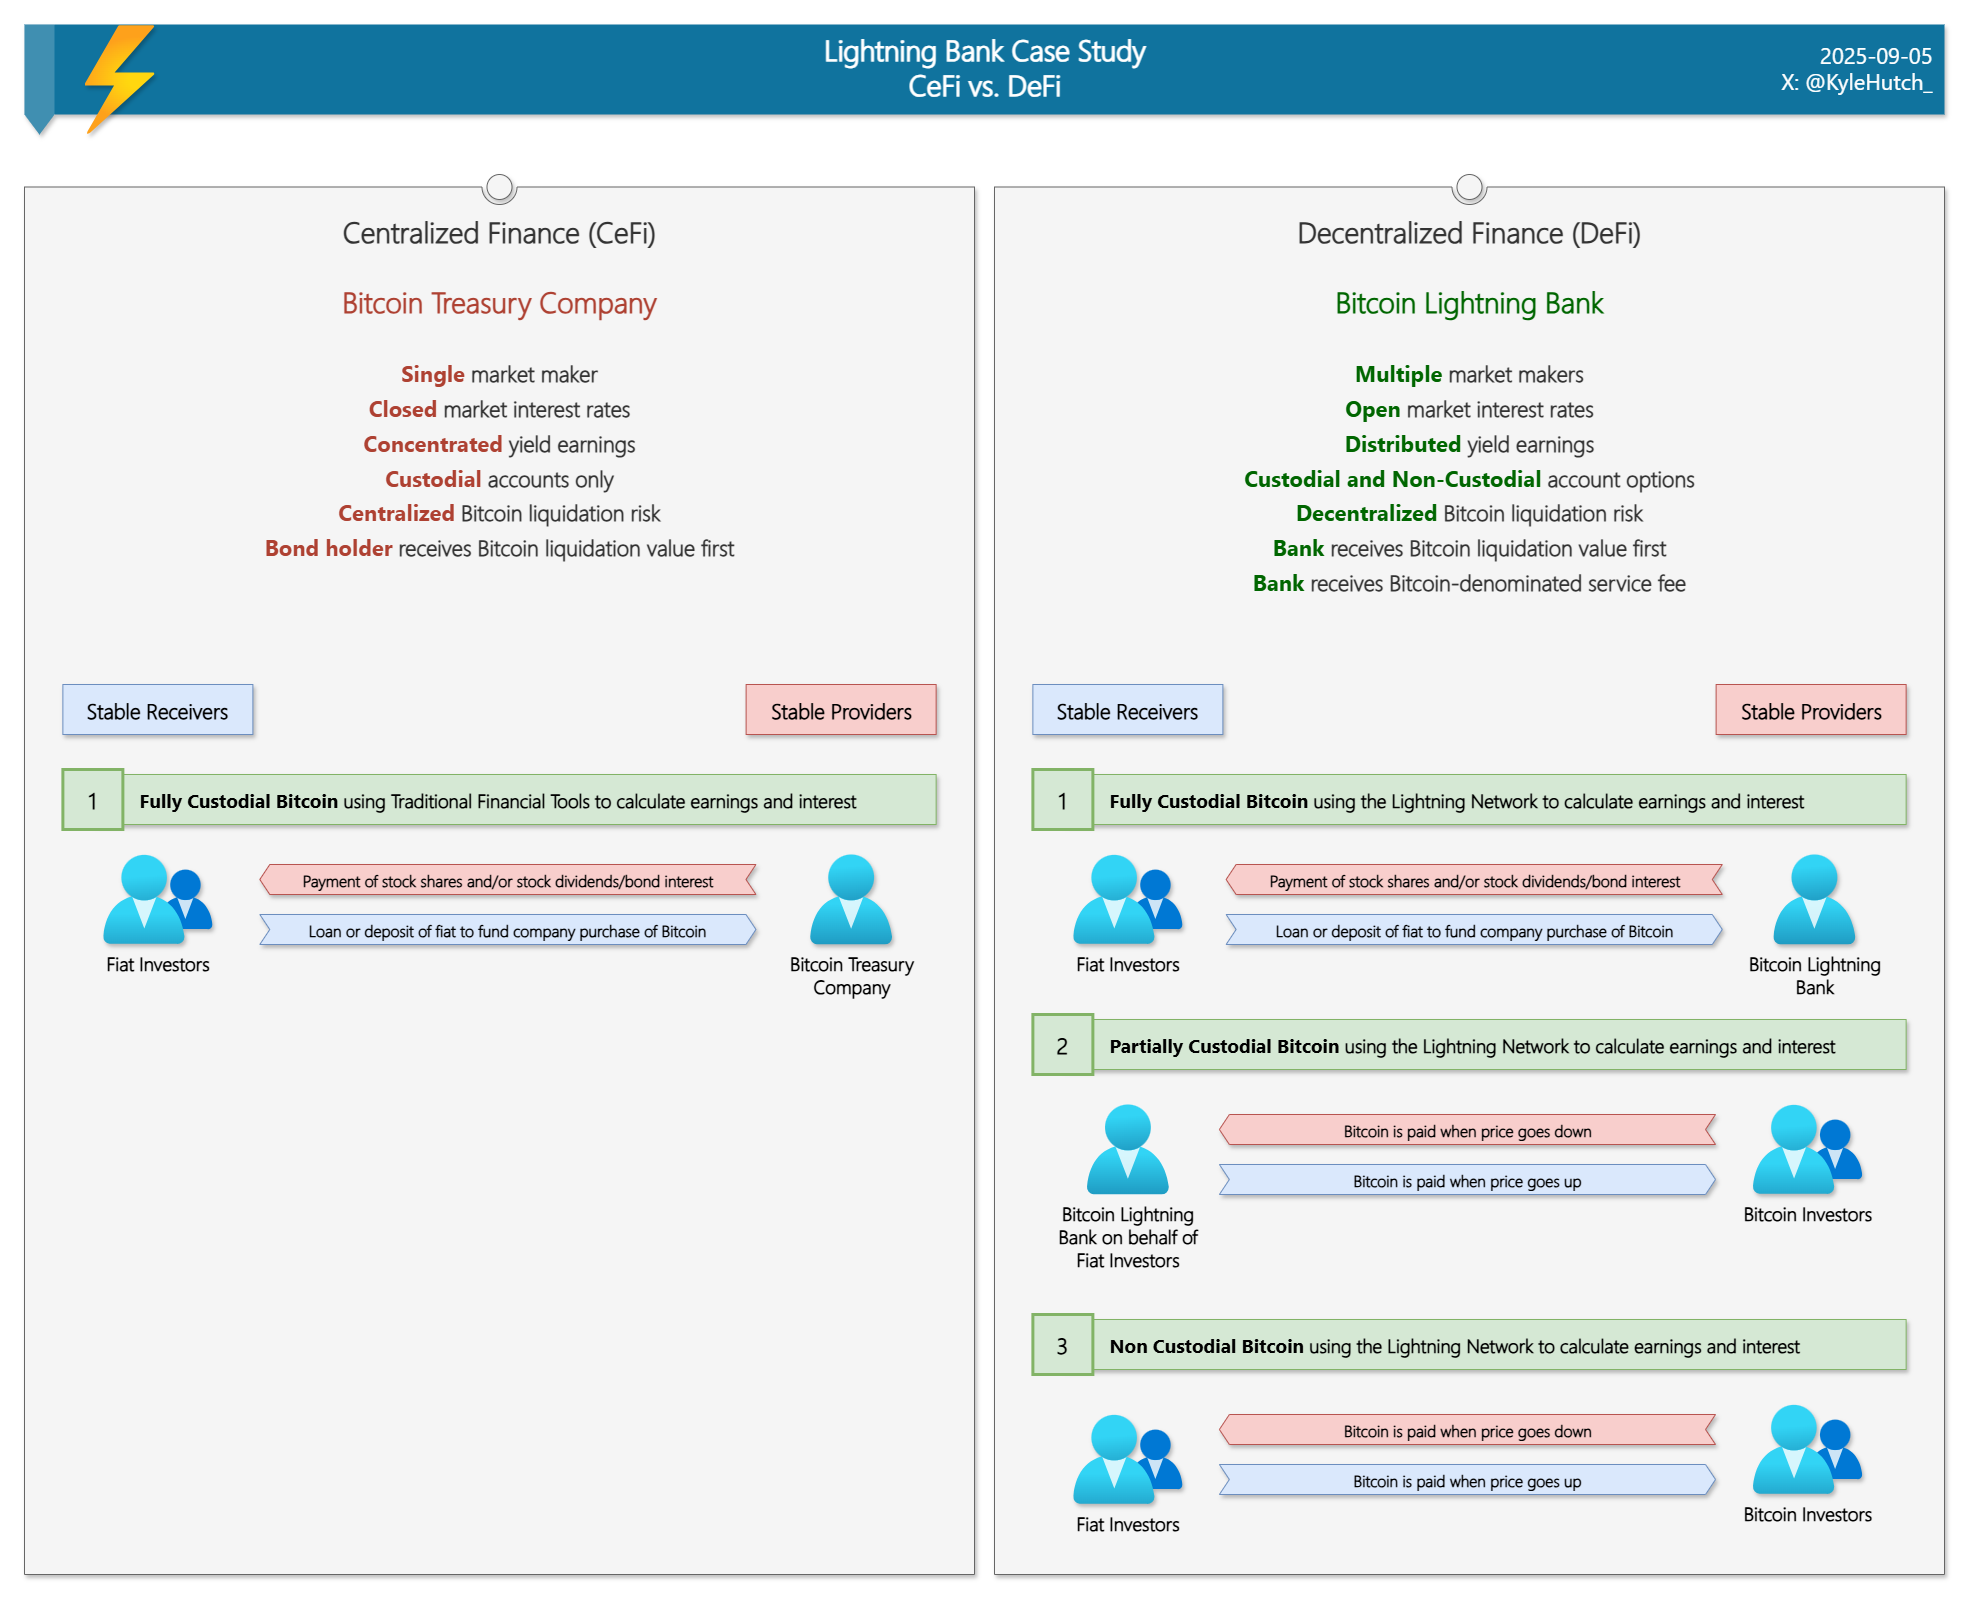 Lightning Bank Case Study
CeFi vs. DeFi
2025-09-05
X: @KyleHutch_
Centralized Finance (CeFi)
Bitcoin Treasury Company
Single market maker
Closed market interest rates
Concentrated yield earnings
Custodial accounts only
Centralized Bitcoin liquidation risk
Bond holder receives Bitcoin liquidation value first
Stable Receivers
Stable Providers
1
Fully Custodial Bitcoin using Traditional Financial Tools to calculate earnings and interest
Payment of stock shares and/or stock dividends/bond interest
Loan or deposit of fiat to fund company purchase of Bitcoin
Fiat Investors
Bitcoin Treasury
Company
Decentralized Finance (DeFi)
Bitcoin Lightning Bank
Multiple market makers
Open market interest rates
Distributed yield earnings
Custodial and Non-Custodial account options
Decentralized Bitcoin liquidation risk
Bank receives Bitcoin liquidation value first
Bank receives Bitcoin-denominated service fee
Stable Receivers
Stable Providers
1
Fully Custodial Bitcoin using the Lightning Network to calculate earnings and interest
Payment of stock shares and/or stock dividends/bond interest
Loan or deposit of fiat to fund company purchase of Bitcoin
Fiat Investors
Bitcoin Lightning
Bank
2
Partially Custodial Bitcoin using the Lightning Network to calculate earnings and interest
Bitcoin is paid when price goes down
Bitcoin is paid when price goes up
Bitcoin Lightning
Bank on behalf of
Fiat Investors
Bitcoin Investors
3
Non Custodial Bitcoin using the Lightning Network to calculate earnings and interest
Bitcoin is paid when price goes down
Bitcoin is paid when price goes up
Fiat Investors
Bitcoin Investors